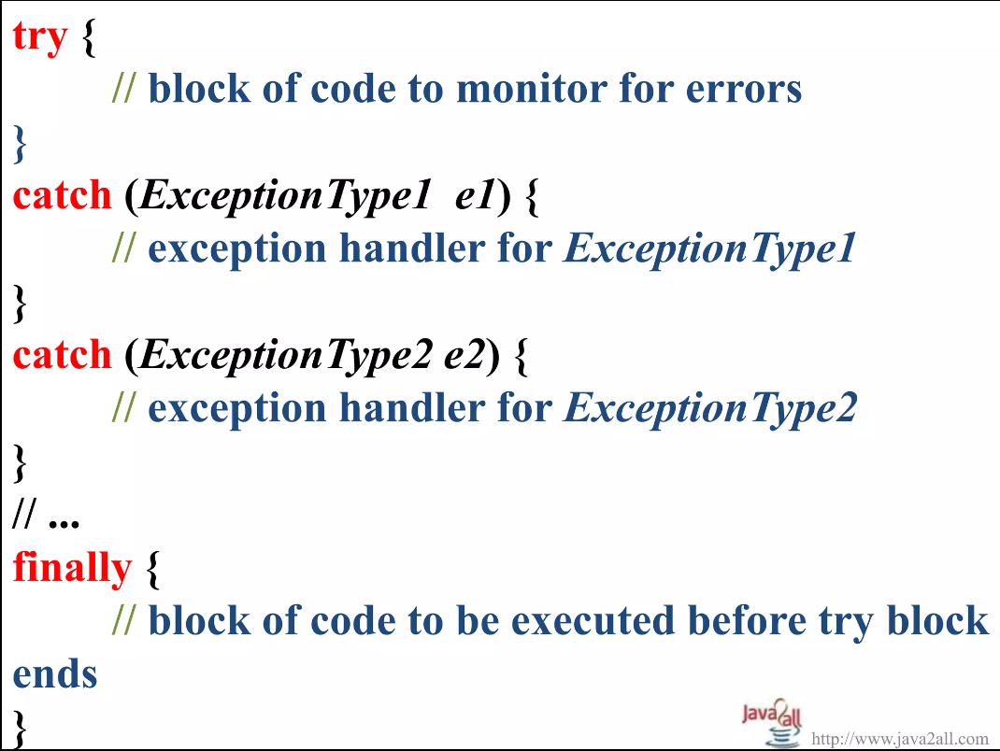 try {
// block of code to monitor for errors
}
catch (ExceptionType1 e1) {
// exception handler for ExceptionType1
}
catch (ExceptionType2 e2) {
// exception handler for ExceptionType2
}
// ...
finally {
// block of code to be executed before try block
ends
}
Java2all
http://www.java2all.com